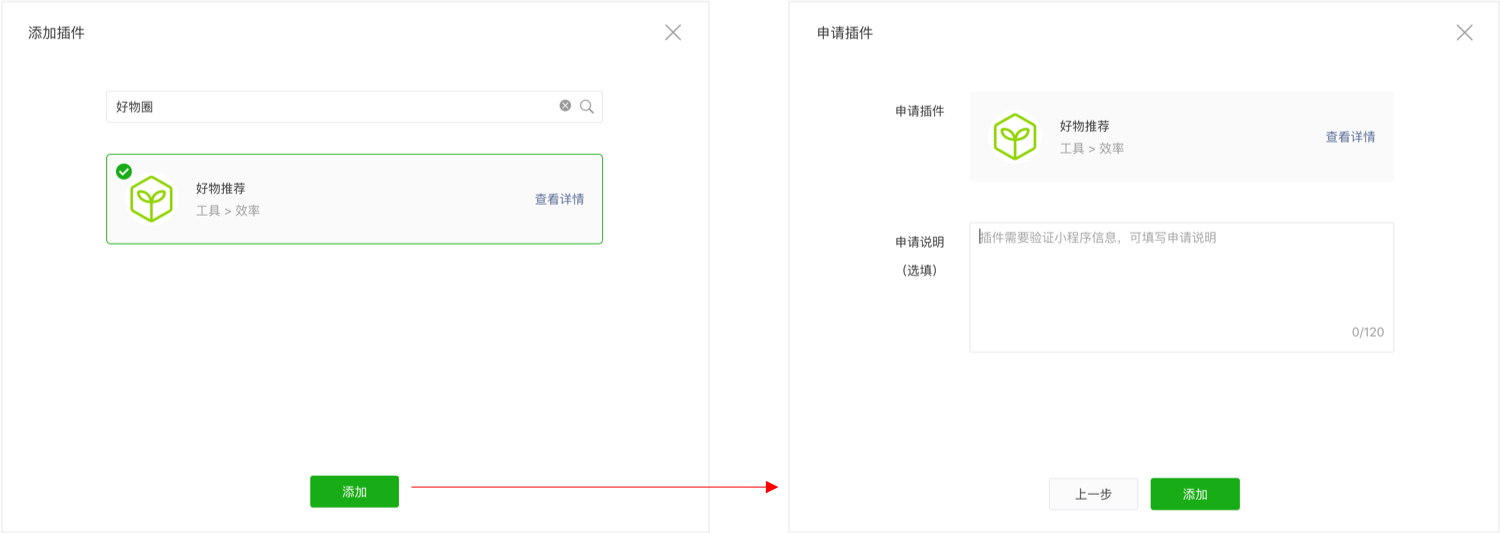 添加插件
好物圈
好物推荐
工具 > 效率
查看详情
添加
申请插件
申请插件
好物推荐
工具 > 效率
查看详情
申请说明
（选填）
插件需要验证小程序信息，可填写申请说明
0/120
上一步
添加